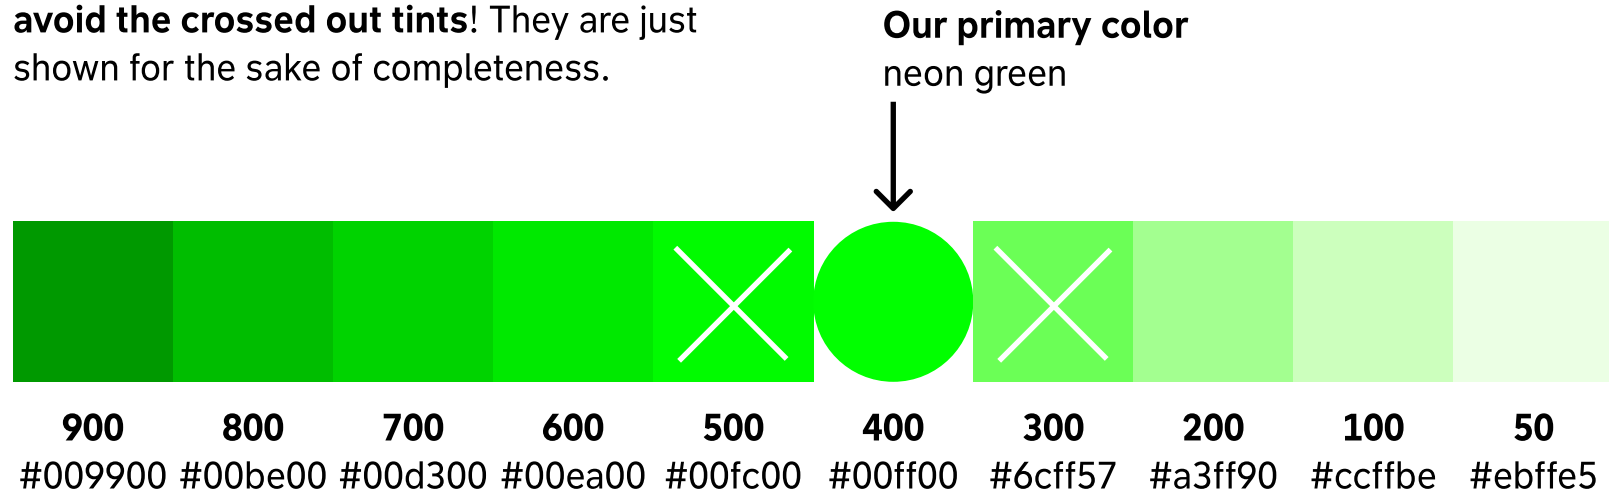 avoid the crossed out tints! They are just
shown for the sake of completeness.
Our primary color
neon green
900 800 700 600 500 400 300 200 100 50
#009900 #00be00 #00d300 #00ea00 #00fc00 #00ff00 #6cff57 #a3ff90 #ccffbe #ebffe5